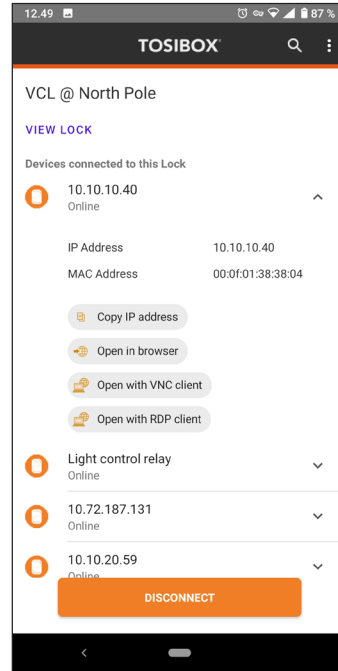 12.49 87 %
TOSIBOX
VCL @ North Pole
VIEW LOCK
Devices connected to this Lock
10.10.10.40
Online
IP Address 10.10.10.40
MAC Address 00:0f:01:38:38:04
Copy IP address
Open in browser
Open with VNC client
Open with RDP client
Light control relay
Online
10.72.187.131
Online
10.10.20.59
Online
DISCONNECT